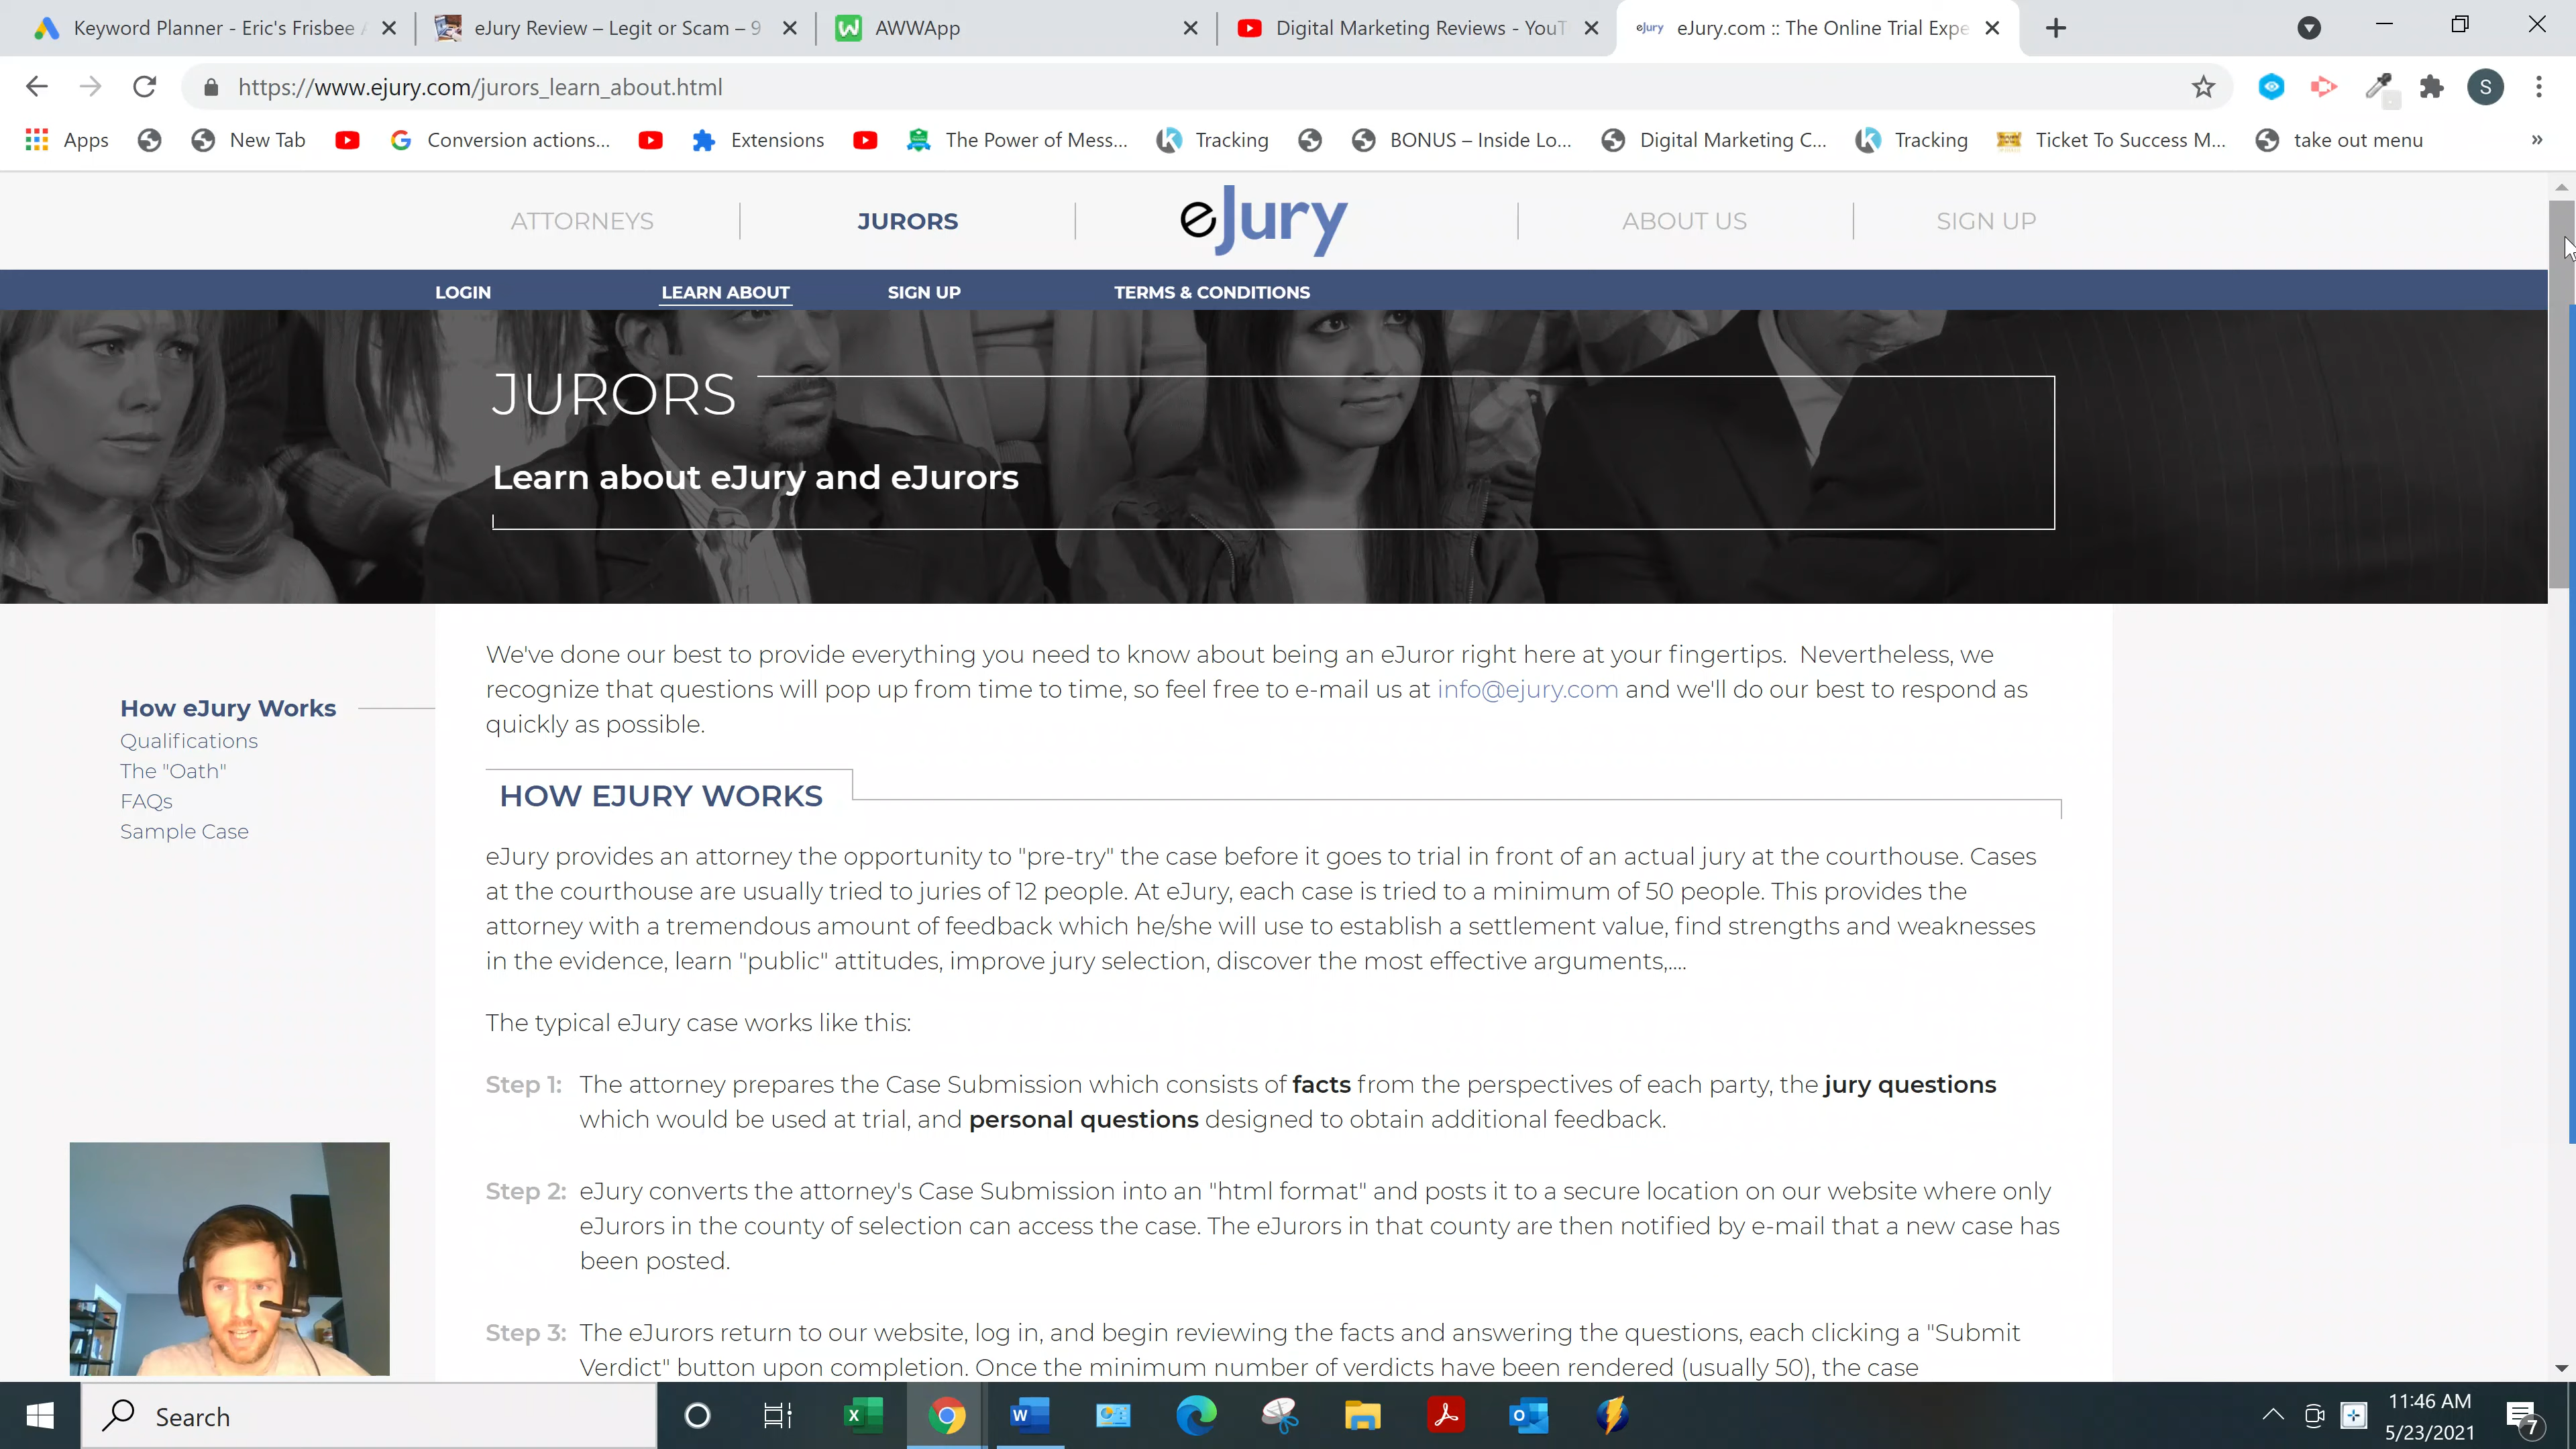 Keyword Planner - Eric's Frisbee A
eJury Review – Legit or Scam – 9
AWWApp
Digital Marketing Reviews - YouT
eJury eJury.com :: The Online Trial Expe
https://www.ejury.com/jurors_learn_about.html
S
Apps
New Tab
Conversion actions...
Extensions
The Power of Mess...
Tracking
BONUS – Inside Lo...
Digital Marketing C...
Tracking
Ticket To Success M...
take out menu
»
ATTORNEYS
JURORS
eJury
ABOUT US
SIGN UP
LOGIN
LEARN ABOUT
SIGN UP
TERMS & CONDITIONS
JURORS
Learn about eJury and eJurors
How eJury Works
Qualifications
The "Oath"
FAQs
Sample Case
We've done our best to provide everything you need to know about being an eJuror right here at your fingertips. Nevertheless, we
recognize that questions will pop up from time to time, so feel free to e-mail us at info@ejury.com and we'll do our best to respond as
quickly as possible.
HOW EJURY WORKS
eJury provides an attorney the opportunity to "pre-try" the case before it goes to trial in front of an actual jury at the courthouse. Cases
at the courthouse are usually tried to juries of 12 people. At eJury, each case is tried to a minimum of 50 people. This provides the
attorney with a tremendous amount of feedback which he/she will use to establish a settlement value, find strengths and weaknesses
in the evidence, learn "public" attitudes, improve jury selection, discover the most effective arguments,....
The typical eJury case works like this:
Step 1: The attorney prepares the Case Submission which consists of facts from the perspectives of each party, the jury questions
which would be used at trial, and personal questions designed to obtain additional feedback.
Step 2: eJury converts the attorney's Case Submission into an "html format" and posts it to a secure location on our website where only
eJurors in the county of selection can access the case. The eJurors in that county are then notified by e-mail that a new case has
been posted.
Step 3: The eJurors return to our website, log in, and begin reviewing the facts and answering the questions, each clicking a "Submit
Verdict" button upon completion. Once the minimum number of verdicts have been rendered (usually 50), the case
Search
11:46 AM
5/23/2021
7